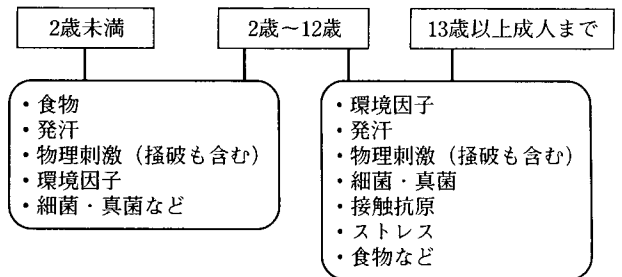 2歳未満
2歳～12歳
13歳以上成人まで
・食物
・発汗
・物理刺激（掻破も含む）
・環境因子
・細菌・真菌など
・環境因子
・発汗
・物理刺激（掻破も含む）
・細菌・真菌
・接触抗原
・ストレス
・食物など